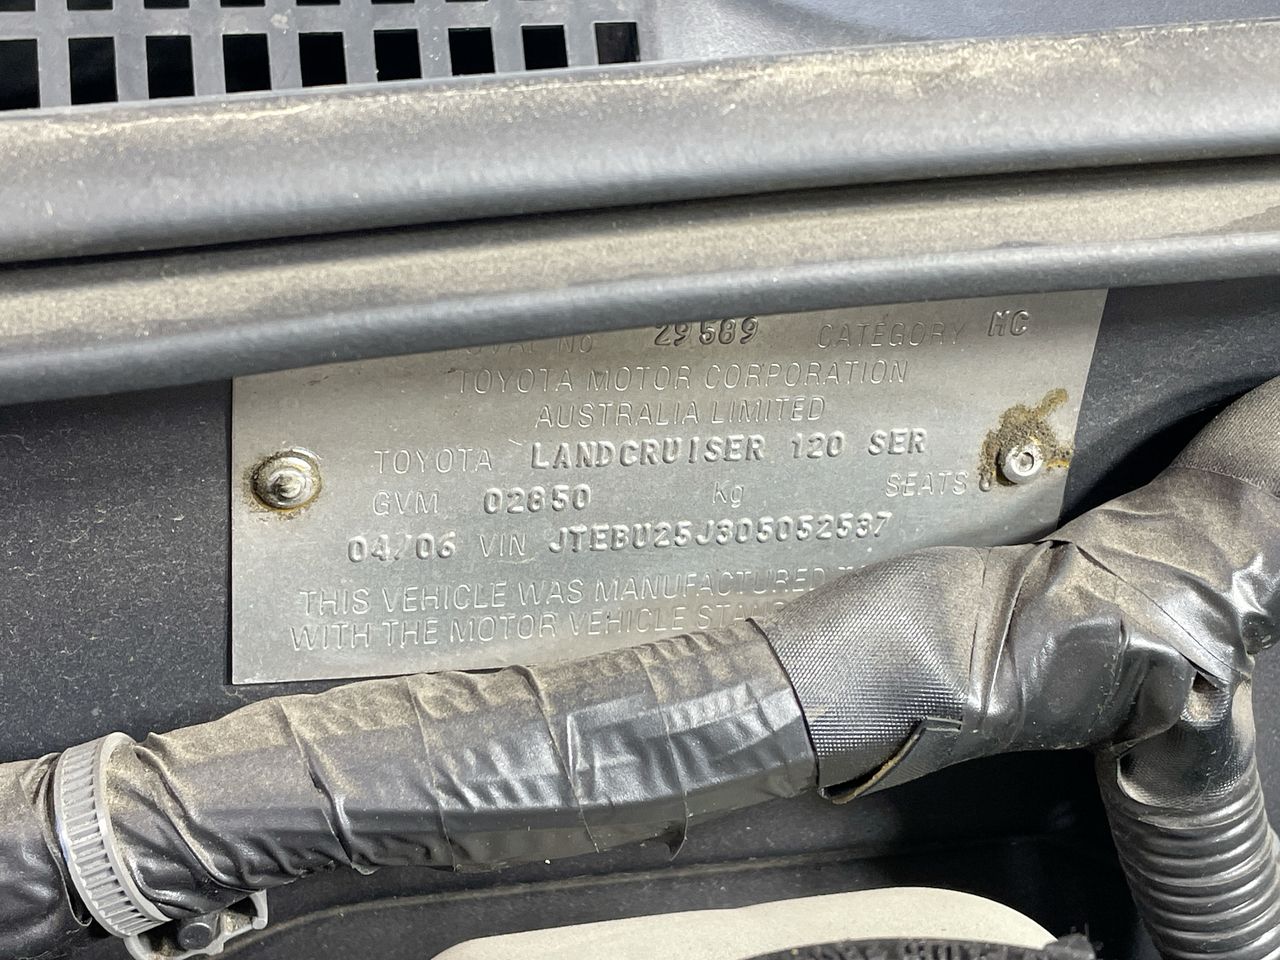 No 29589 CATEGORY MC
TOYOTA MOTOR CORPORATION
AUSTRALIA LIMITED
TOYOTA LANDCRUISER 120 SER
GVM 02850 Kg SEATS
04/06 VIN JTEBU25J305052537
THIS VEHICLE WAS MANUFACTURED
WITH THE MOTOR VEHICLE